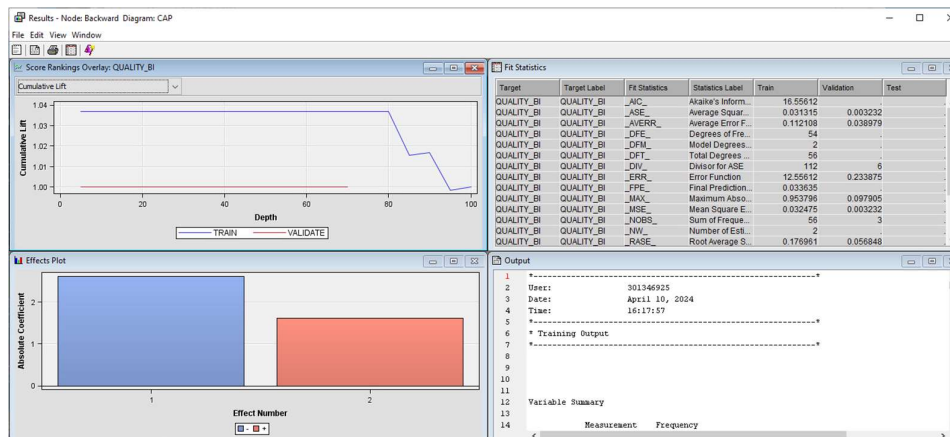 Results - Node: Backward Diagram: CAP
File Edit View Window
Score Rankings Overlay: QUALITY_BI
Cumulative Lift
Cumulative Lift
1.04
1.03
1.02
1.01
1.00
0 20 40 60 80 100
Depth
TRAIN VALIDATE
Fit Statistics
Target Target Label Fit Statistics Statistics Label Train Validation Test
QUALITY_BI QUALITY_BI _AIC_ Akaike's Inform... 16.55612 .
QUALITY_BI QUALITY_BI _ASE_ Average Squar... 0.031315 0.003232
QUALITY_BI QUALITY_BI _AVERR_ Average Error F... 0.112108 0.038979
QUALITY_BI QUALITY_BI _DFE_ Degrees of Fre... 54 .
QUALITY_BI QUALITY_BI _DFM_ Model Degrees... 2 .
QUALITY_BI QUALITY_BI _DFT_ Total Degrees ... 56 .
QUALITY_BI QUALITY_BI _DIV_ Divisor for ASE 112 6
QUALITY_BI QUALITY_BI _ERR_ Error Function 12.55612 0.233875
QUALITY_BI QUALITY_BI _FPE_ Final Prediction... 0.033635 .
QUALITY_BI QUALITY_BI _MAX_ Maximum Abso... 0.953796 0.097905
QUALITY_BI QUALITY_BI _MSE_ Mean Square E... 0.032475 0.003232
QUALITY_BI QUALITY_BI _NOBS_ Sum of Freque... 56 3
QUALITY_BI QUALITY_BI _NW_ Number of Esti... 2 .
QUALITY_BI QUALITY_BI _RASE_ Root Average S... 0.176961 0.056848
Effects Plot
Absolute Coefficient
2
1
0
1 2
Effect Number
- +
Output
1 *------------------------------------------------------------*
2 User: 301346925
3 Date: April 10, 2024
4 Time: 16:17:57
5 *------------------------------------------------------------*
6 * Training Output
7 *------------------------------------------------------------*
8
9
10
11
12 Variable Summary
13
14 Measurement Frequency